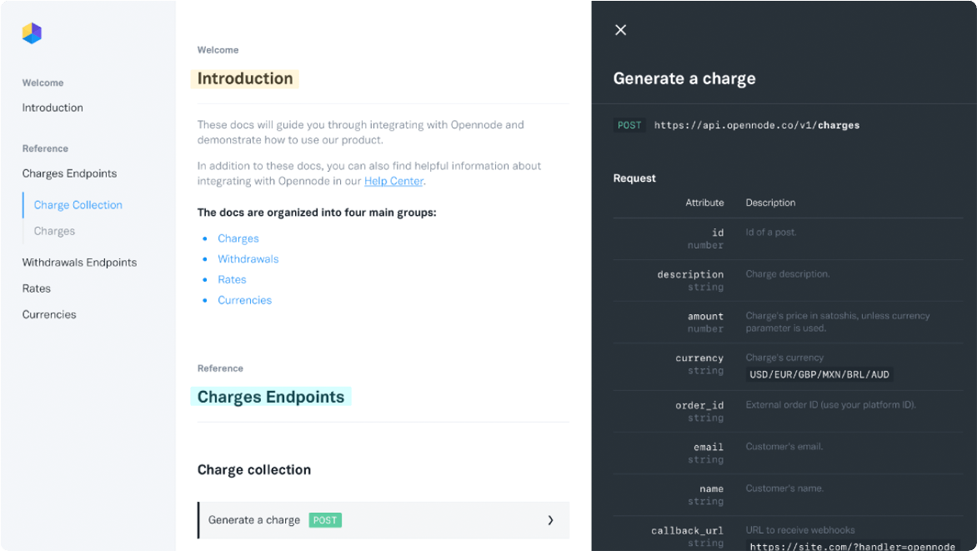 Welcome
Introduction
Reference
Charges Endpoints
Charge Collection
Charges
Withdrawals Endpoints
Rates
Currencies
Welcome
Introduction
These docs will guide you through integrating with Opennode and
demonstrate how to use our product.
In addition to these docs, you can also find helpful information about
integrating with Opennode in our Help Center.
The docs are organized into four main groups:
Charges
Withdrawals
Rates
Currencies
Reference
Charges Endpoints
Charge collection
Generate a charge POST
Generate a charge
POST https://api.opennode.co/v1/charges
Request
Attribute Description
id Id of a post.
number
description Charge description.
string
amount Charge's price in satoshis, unless currency
number parameter is used.
currency Charge's currency
string USD/EUR/GBP/MXN/BRL/AUD
order_id External order ID (use your platform ID).
string
email Customer's email.
string
name Customer's name.
string
callback_url URL to receive webhooks
string https://site.com/?handler=opennode